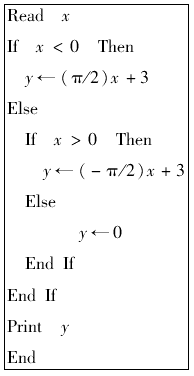 Read x
If x < 0 Then
y←(π/2)x + 3
Else
If x > 0 Then
y←(-π/2)x + 3
Else
y←0
End If
End If
Print y
End